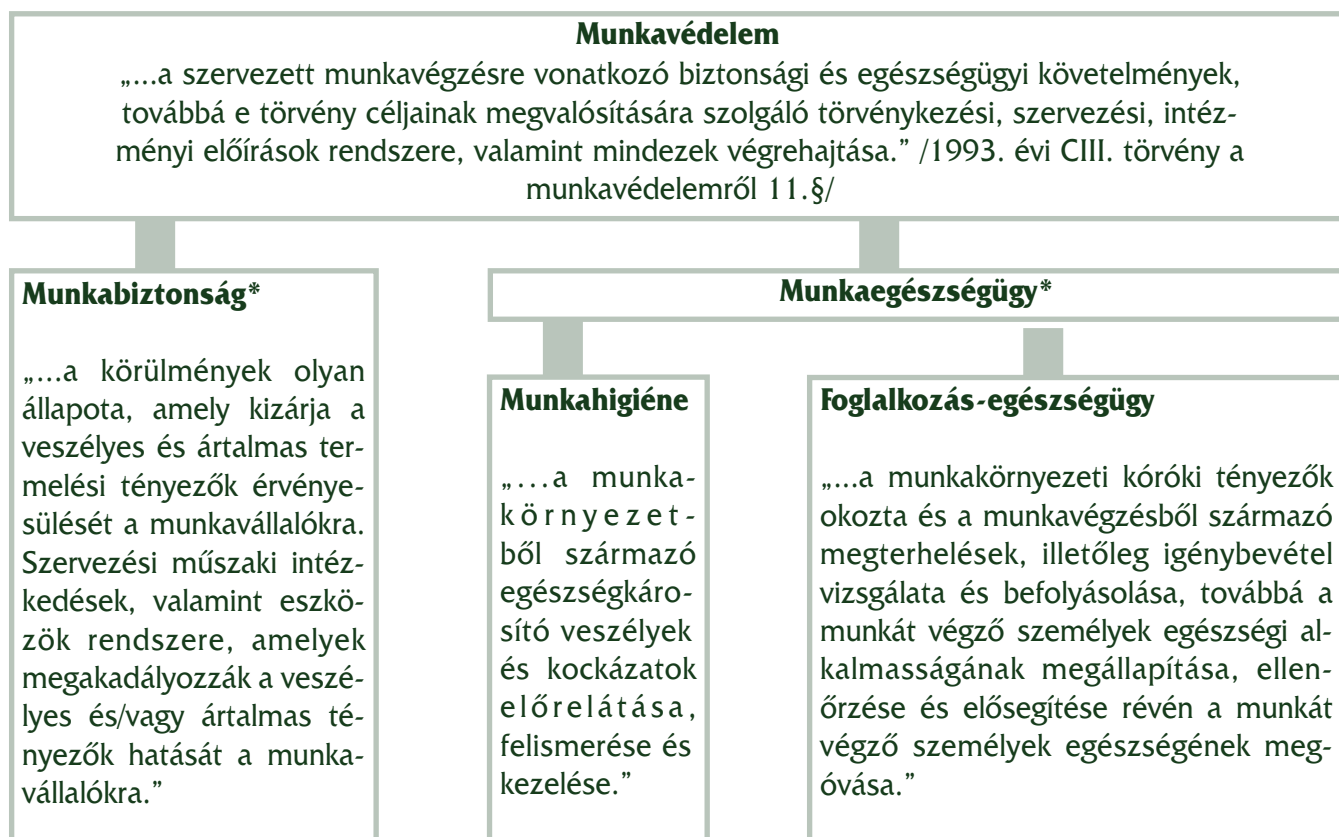 Munkavédelem
„...a szervezett munkavégzésre vonatkozó biztonsági és egészségügyi követelmények,
továbbá e törvény céljainak megvalósítására szolgáló törvénykezési, szervezési, intéz-
ményi előírások rendszere, valamint mindezek végrehajtása.” /1993. évi CIII. törvény a
munkavédelemről 11.§/
Munkabiztonság*
„...a körülmények olyan
állapota, amely kizárja a
veszélyes és ártalmas ter-
melési tényezők érvénye-
sülését a munkavállalókra.
Szervezési műszaki intéz-
kedések, valamint eszkö-
zök rendszere, amelyek
megakadályozzák a veszé-
lyes és/vagy ártalmas té-
nyezők hatását a munka-
vállalókra.”
Munkaegészségügy*
Munkahigiéne
„...a munka-
környezet-
ből származó
egészségkáro-
sító veszélyek
és kockázatok
előrelátása,
felismerése és
kezelése.”
Foglalkozás-egészségügy
„...a munkakörnyezeti kóróki tényezők
okozta és a munkavégzésből származó
megterhelések, illetőleg igénybevétel
vizsgálata és befolyásolása, továbbá a
munkát végző személyek egészségi al-
kalmasságának megállapítása, ellen-
őrzése és elősegítése révén a munkát
végző személyek egészségének meg-
óvása.”